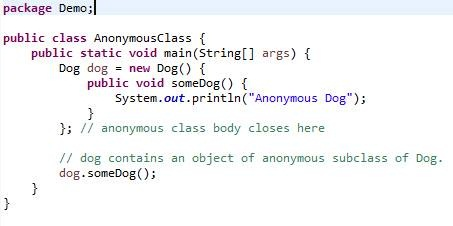 package Demo;
public class AnonymousClass {
public static void main(String[] args) {
Dog dog = new Dog() {
public void someDog() {
System.out.println("Anonymous Dog");
}
}; // anonymous class body closes here
// dog contains an object of anonymous subclass of Dog.
dog.someDog();
}
}